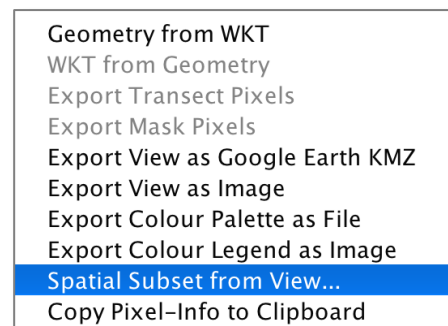 Geometry from WKT
WKT from Geometry
Export Transect Pixels
Export Mask Pixels
Export View as Google Earth KMZ
Export View as Image
Export Colour Palette as File
Export Colour Legend as Image
Spatial Subset from View...
Copy Pixel-Info to Clipboard